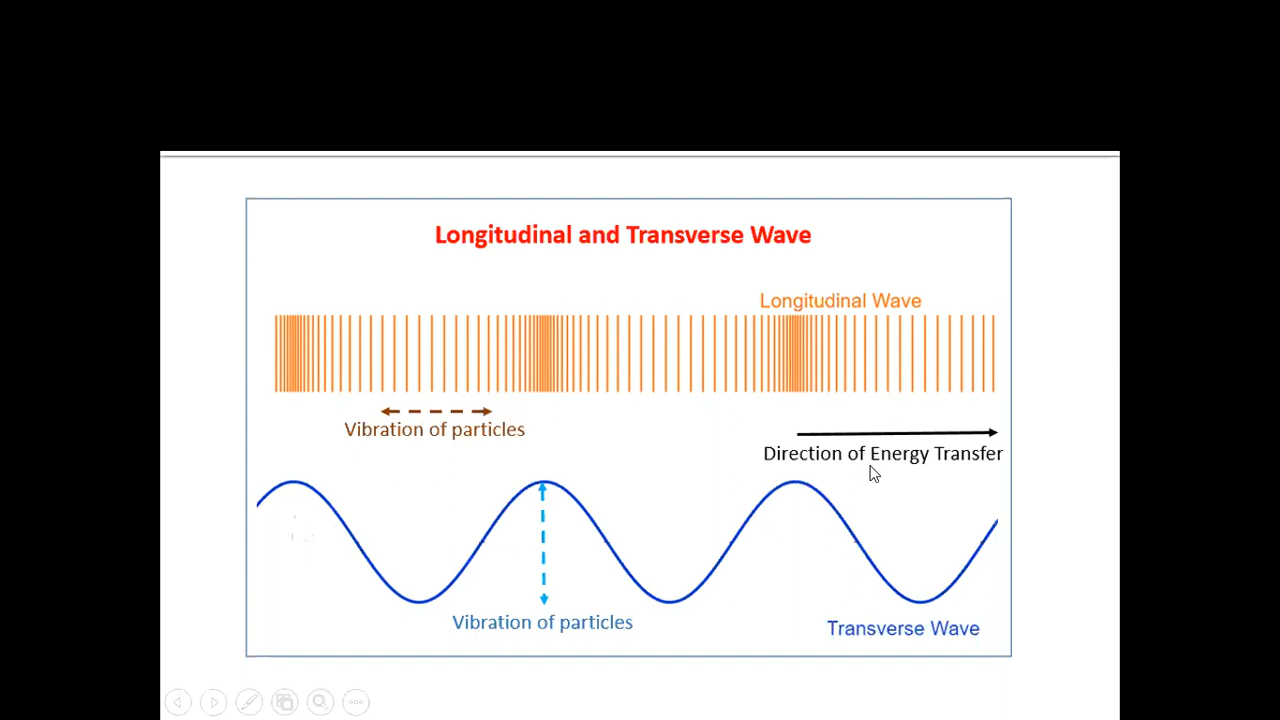 Longitudinal and Transverse Wave
Longitudinal Wave
Vibration of particles
Direction of Energy Transfer
Vibration of particles
Transverse Wave